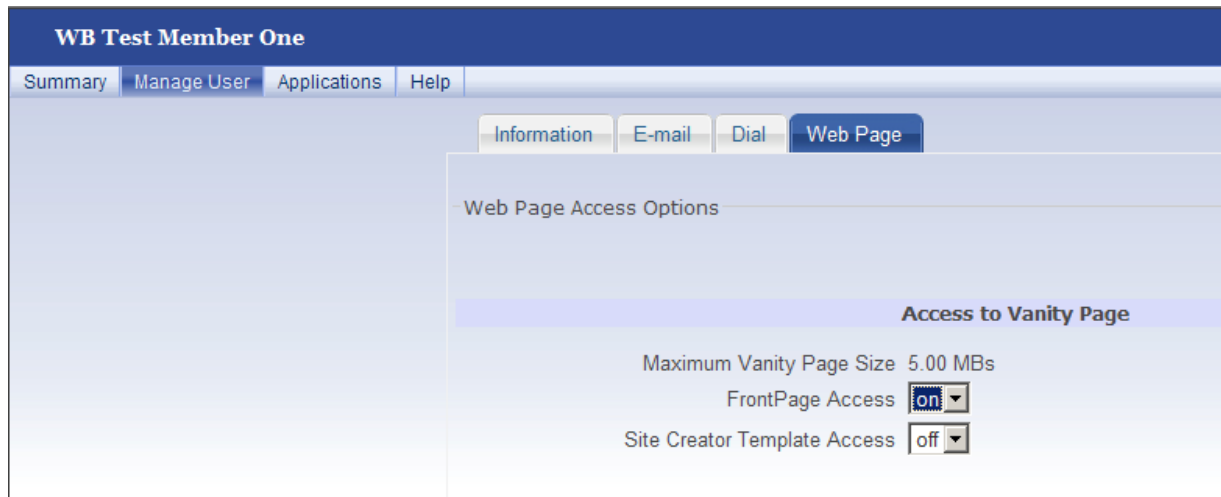 WB Test Member One
Summary Manage User Applications Help
Information E-mail Dial Web Page
Web Page Access Options
Access to Vanity Page
Maximum Vanity Page Size 5.00 MBs
FrontPage Access on
Site Creator Template Access off